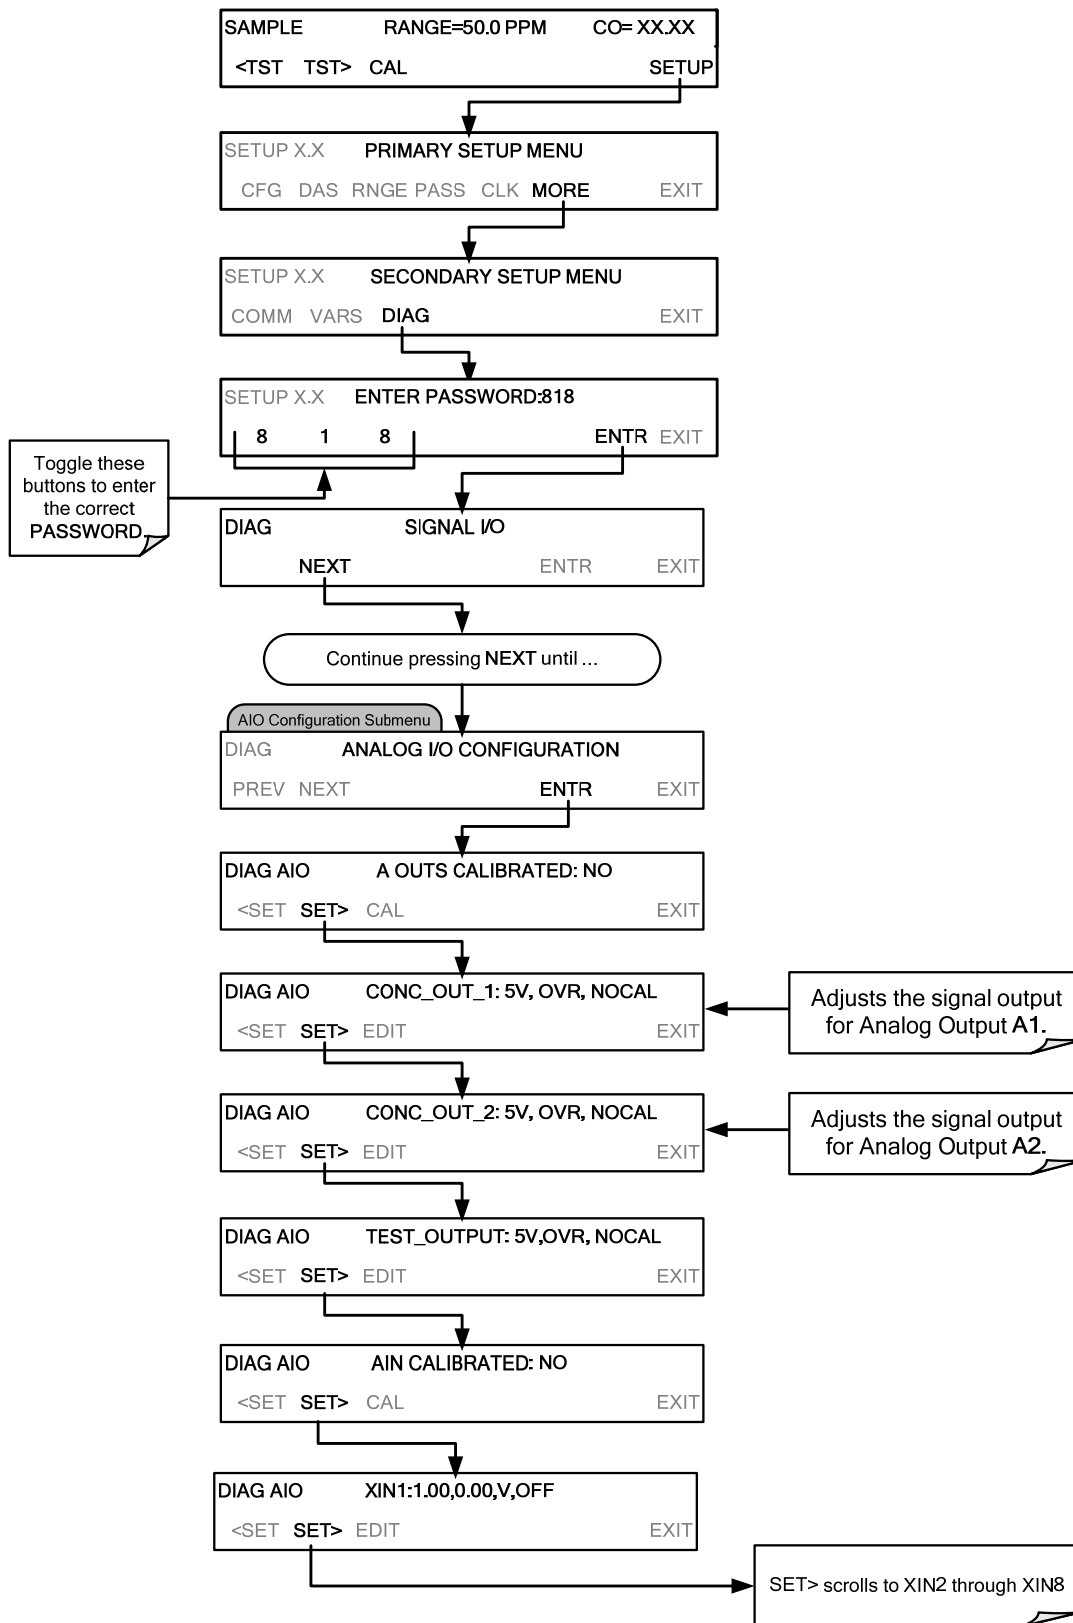 SAMPLE RANGE=50.0 PPM CO= XX.XX
<TST TST> CAL SETUP
SETUP X.X PRIMARY SETUP MENU
CFG DAS RNGE PASS CLK MORE EXIT
SETUP X.X SECONDARY SETUP MENU
COMM VARS DIAG EXIT
SETUP X.X ENTER PASSWORD:818
8 1 8 ENTR EXIT
Toggle these
buttons to enter
the correct
PASSWORD.
DIAG SIGNAL I/O
NEXT ENTR EXIT
Continue pressing NEXT until ...
AIO Configuration Submenu
DIAG ANALOG I/O CONFIGURATION
PREV NEXT ENTR EXIT
DIAG AIO A OUTS CALIBRATED: NO
<SET SET> CAL EXIT
DIAG AIO CONC_OUT_1: 5V, OVR, NOCAL
<SET SET> EDIT EXIT
Adjusts the signal output
for Analog Output A1.
DIAG AIO CONC_OUT_2: 5V, OVR, NOCAL
<SET SET> EDIT EXIT
Adjusts the signal output
for Analog Output A2.
DIAG AIO TEST_OUTPUT: 5V,OVR, NOCAL
<SET SET> EDIT EXIT
DIAG AIO AIN CALIBRATED: NO
<SET SET> CAL EXIT
DIAG AIO XIN1:1.00,0.00,V,OFF
<SET SET> EDIT EXIT
SET> scrolls to XIN2 through XIN8